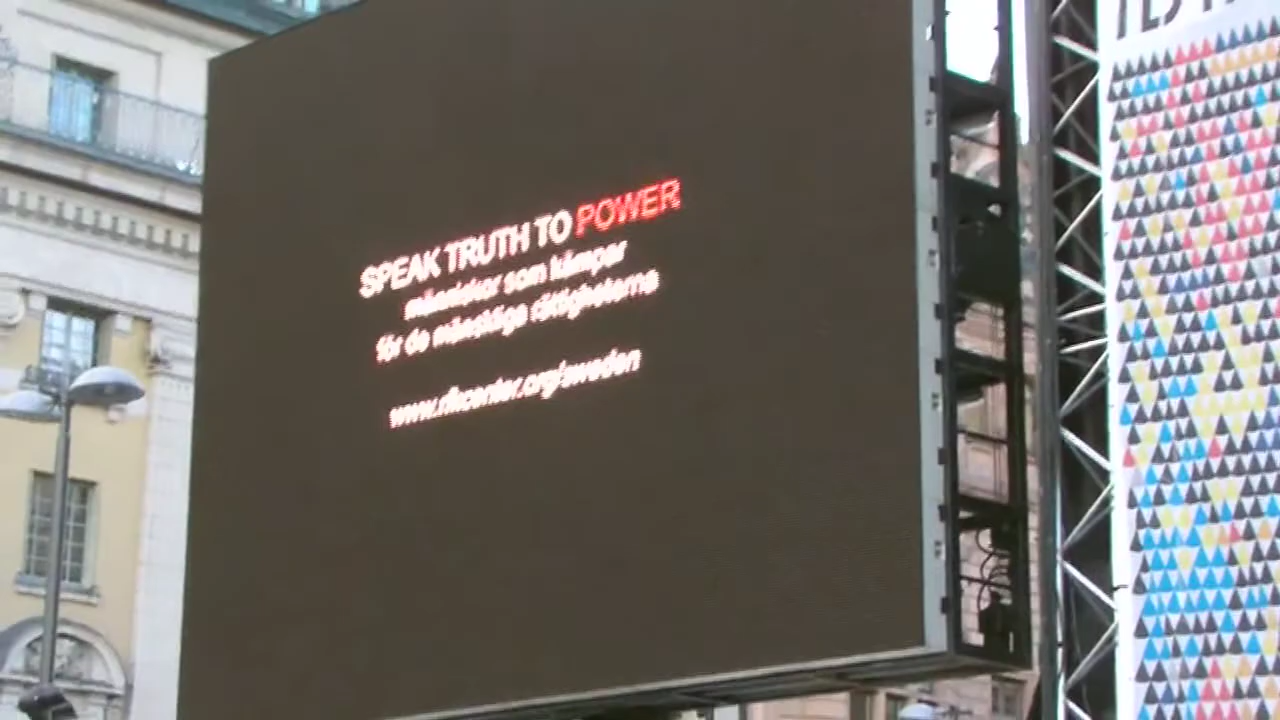 SPEAK TRUTH TO POWER
människor som kämpar
för de mänskliga rättigheterna
www.rfkcenter.org/sweden